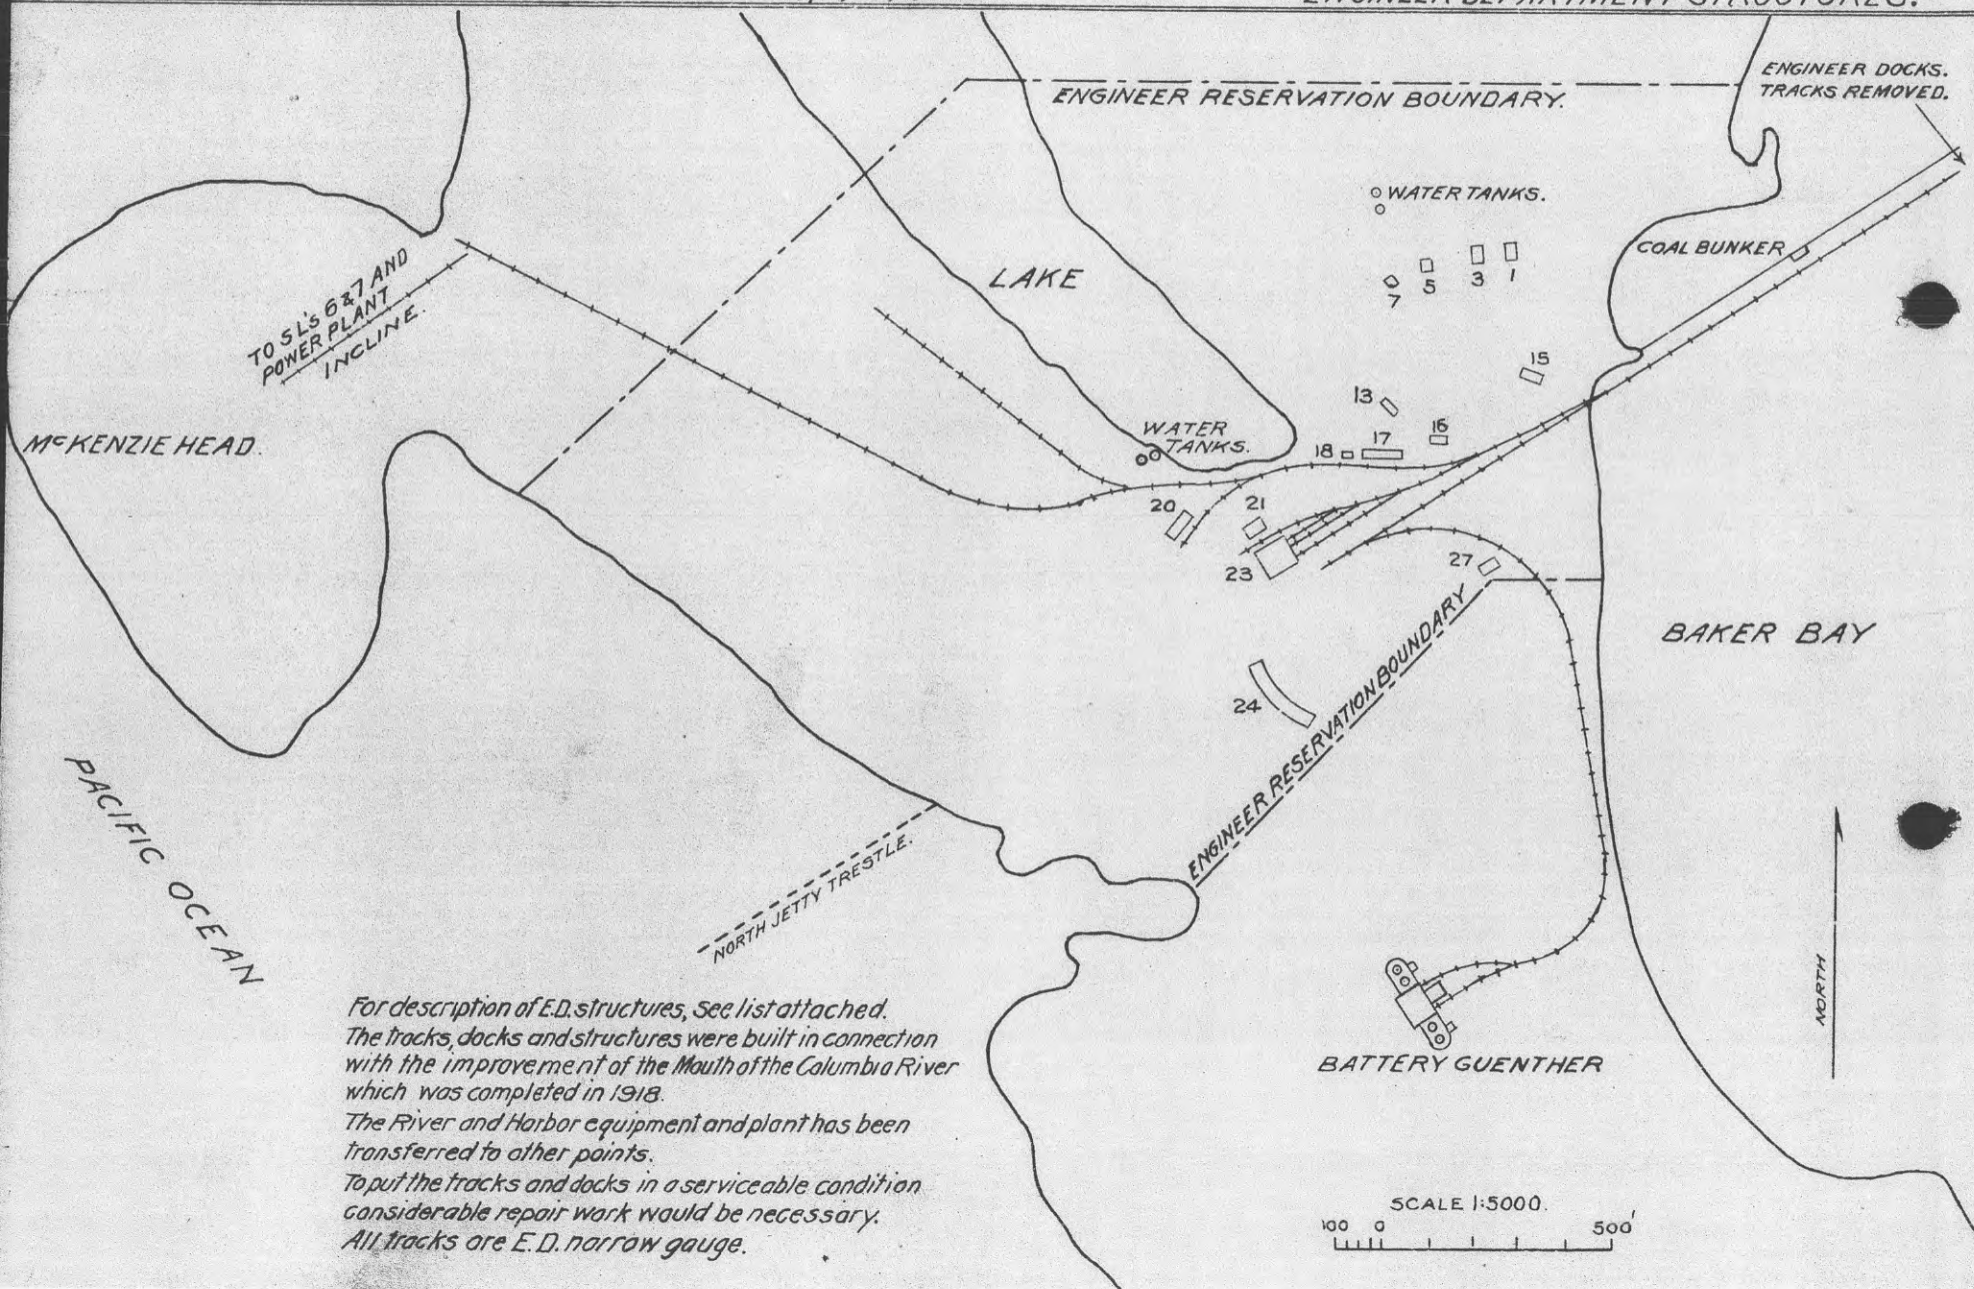 ENGINEER DEPARTMENT STRUCTURES.
ENGINEER DOCKS.
TRACKS REMOVED.
ENGINEER RESERVATION BOUNDARY.
WATER TANKS.
COAL BUNKER
LAKE
7
5
3
1
TO SL'S 6 & 7 AND
POWER PLANT
INCLINE.
15
13
16
17
18
WATER
TANKS.
McKENZIE HEAD.
20
21
23
27
BAKER BAY
24
ENGINEER RESERVATION BOUNDARY
PACIFIC OCEAN
NORTH JETTY TRESTLE.
NORTH
BATTERY GUENTHER
For description of E.D. structures, see list attached.
The tracks, docks and structures were built in connection
with the improvement of the Mouth of the Columbia River
which was completed in 1918.
The River and Harbor equipment and plant has been
transferred to other points.
To put the tracks and docks in a serviceable condition
considerable repair work would be necessary.
All tracks are E.D. narrow gauge.
SCALE 1:5000.
100 0 500'